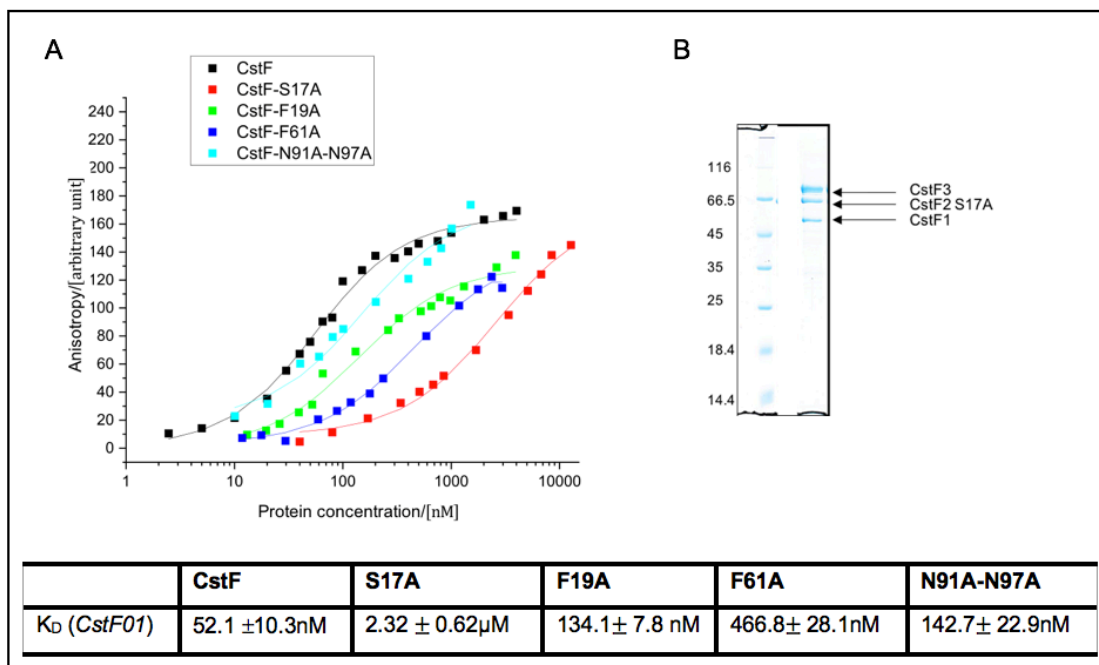 A
CstF
CstF-S17A
CstF-F19A
CstF-F61A
CstF-N91A-N97A
240
220
200
180
160
140
120
100
80
60
40
20
0
Anisotropy/[arbitrary unit]
1 10 100 1000 10000
Protein concentration/[nM]
B
116
66.5
45
35
25
18.4
14.4
CstF3
CstF2 S17A
CstF1
CstF S17A F19A F61A N91A-N97A
KD (CstF01) 52.1 ±10.3nM 2.32 ± 0.62µM 134.1± 7.8 nM 466.8± 28.1nM 142.7± 22.9nM